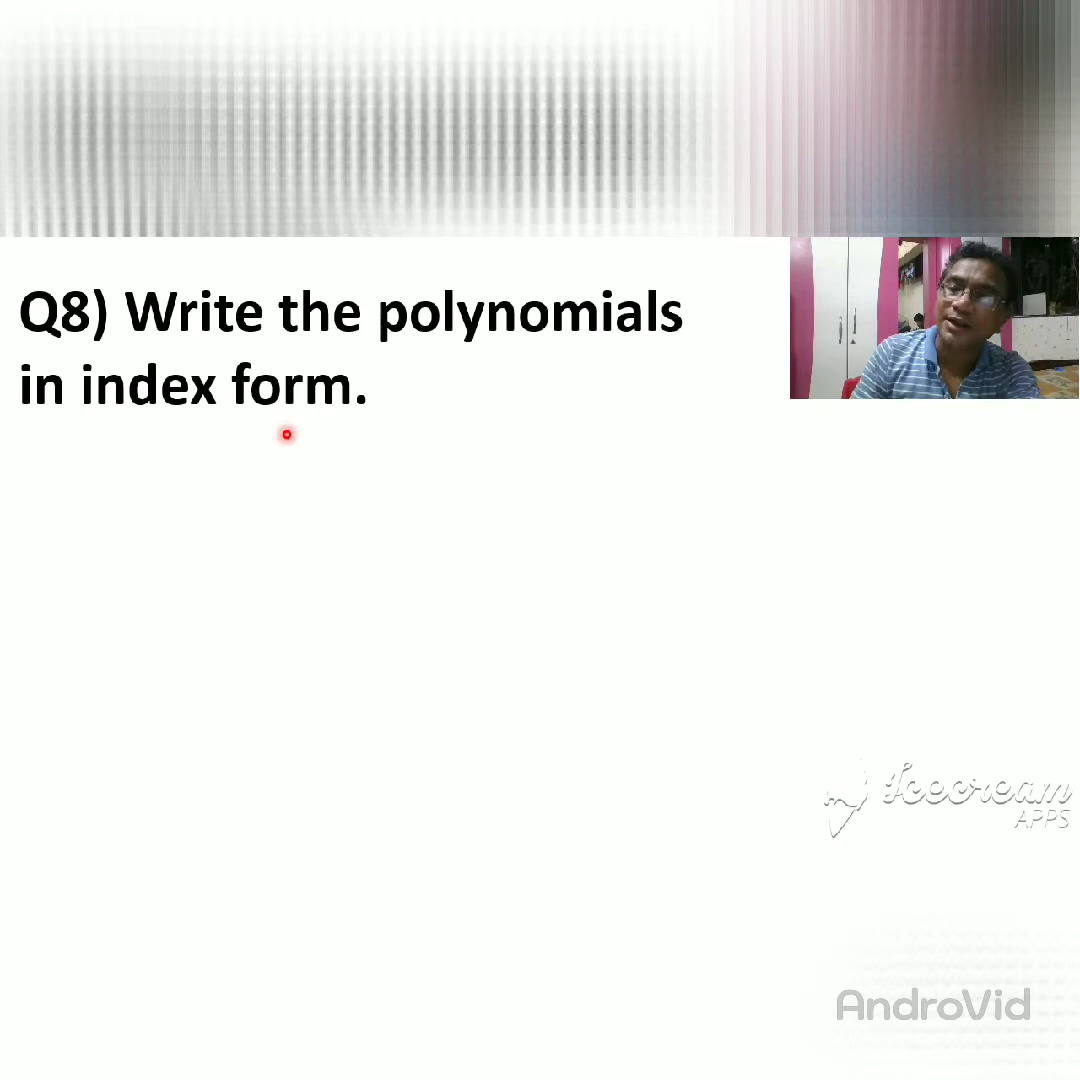 Q8) Write the polynomials
in index form.
Icecream
APPS
AndroVid